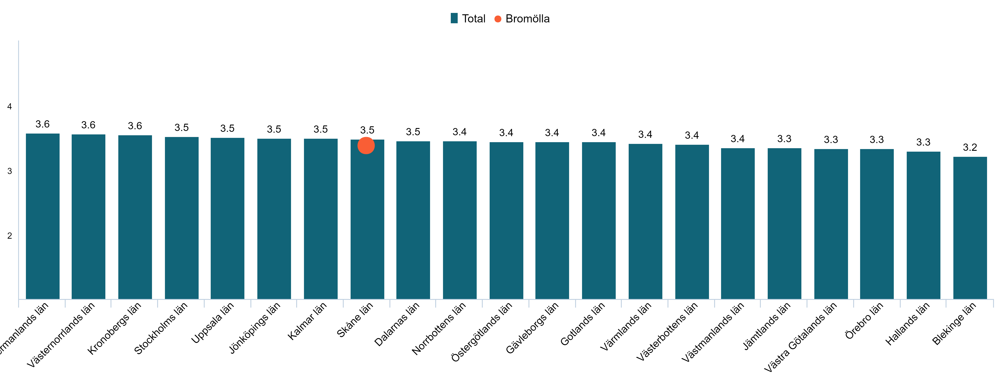 Total Bromölla
4
3.6 3.6 3.6 3.5 3.5 3.5 3.5 3.5 3.5 3.4 3.4 3.4 3.4 3.4 3.4 3.4 3.3 3.3 3.3 3.3 3.2
3
2
ermanlands län
Västernorrlands län
Kronobergs län
Stockholms län
Uppsala län
Jönköpings län
Kalmar län
Skåne län
Dalarnas län
Norrbottens län
Östergötlands län
Gävleborgs län
Gotlands län
Värmlands län
Västerbottens län
Västmanlands län
Jämtlands län
Västra Götalands län
Örebro län
Hallands län
Blekinge län